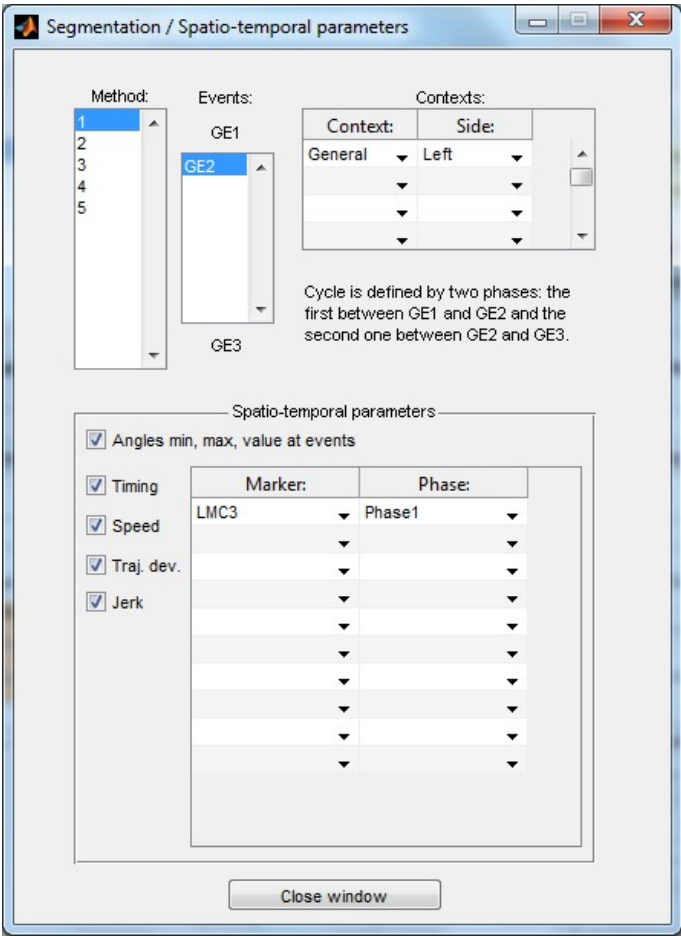 Segmentation / Spatio-temporal parameters
Method:
1
2
3
4
5
Events:
GE1
GE2
GE3
Contexts:
Context: Side:
General Left
Cycle is defined by two phases: the
first between GE1 and GE2 and the
second one between GE2 and GE3.
Spatio-temporal parameters
Angles min, max, value at events
Timing
Speed
Traj. dev.
Jerk
Marker: Phase:
LMC3 Phase1
Close window